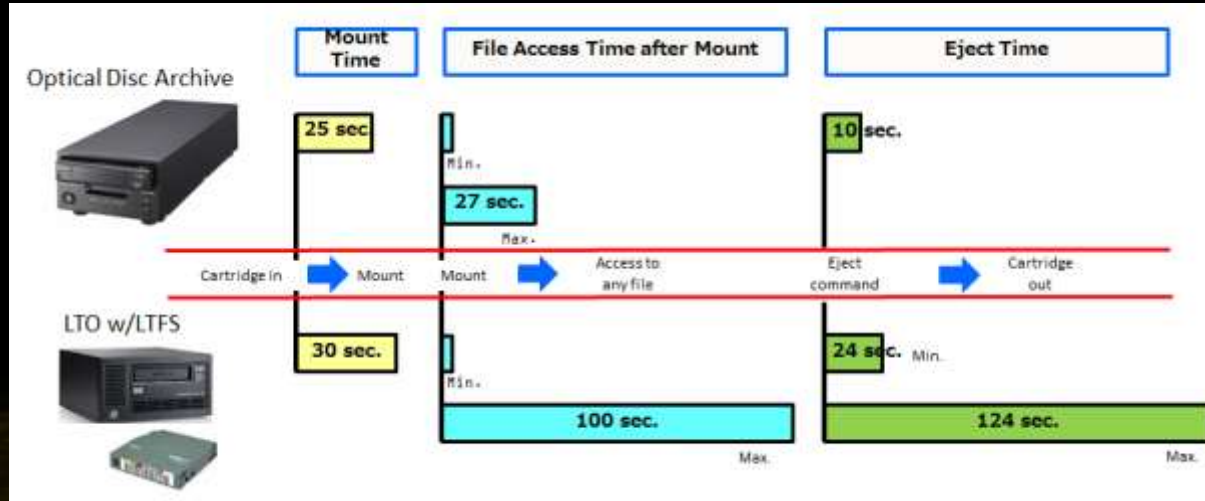 Mount
Time
File Access Time after Mount
Eject Time
Optical Disc Archive
25 sec
Min.
27 sec.
Max.
10 sec.
Cartridge in
Mount
Mount
Access to
any file
Eject
command
Cartridge
out
LTO w/LTFS
30 sec.
Min.
100 sec.
Max.
24 sec.
Min.
124 sec.
Max.